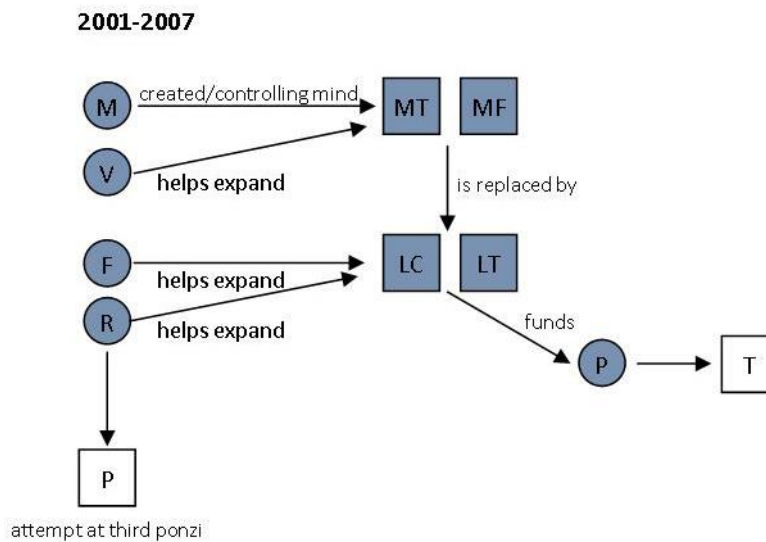 2001-2007
M
created/controlling mind
MT
MF
V
helps expand
is replaced by
F
helps expand
LC
LT
R
helps expand
funds
P
T
P
attempt at third ponzi